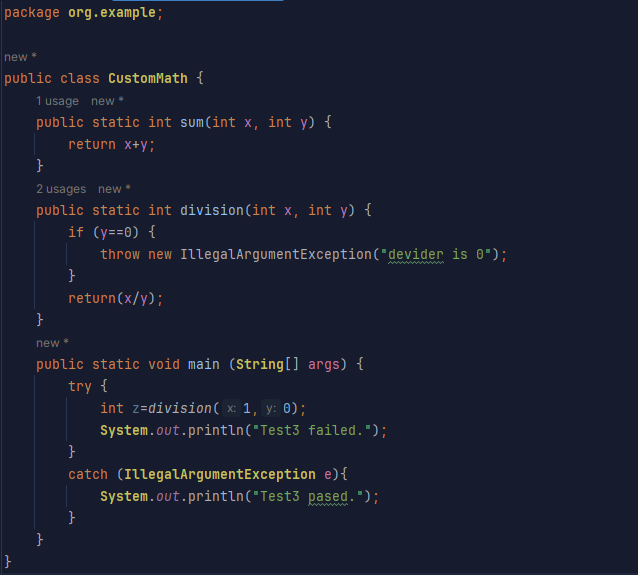 package org.example;
new *
public class CustomMath {
1 usage new *
public static int sum(int x, int y) {
return x+y;
}
2 usages new *
public static int division(int x, int y) {
if (y==0) {
throw new IllegalArgumentException("devider is 0");
}
return(x/y);
}
new *
public static void main (String[] args) {
try {
int z=division( x: 1, y: 0);
System.out.println("Test3 failed.");
}
catch (IllegalArgumentException e){
System.out.println("Test3 pased.");
}
}
}